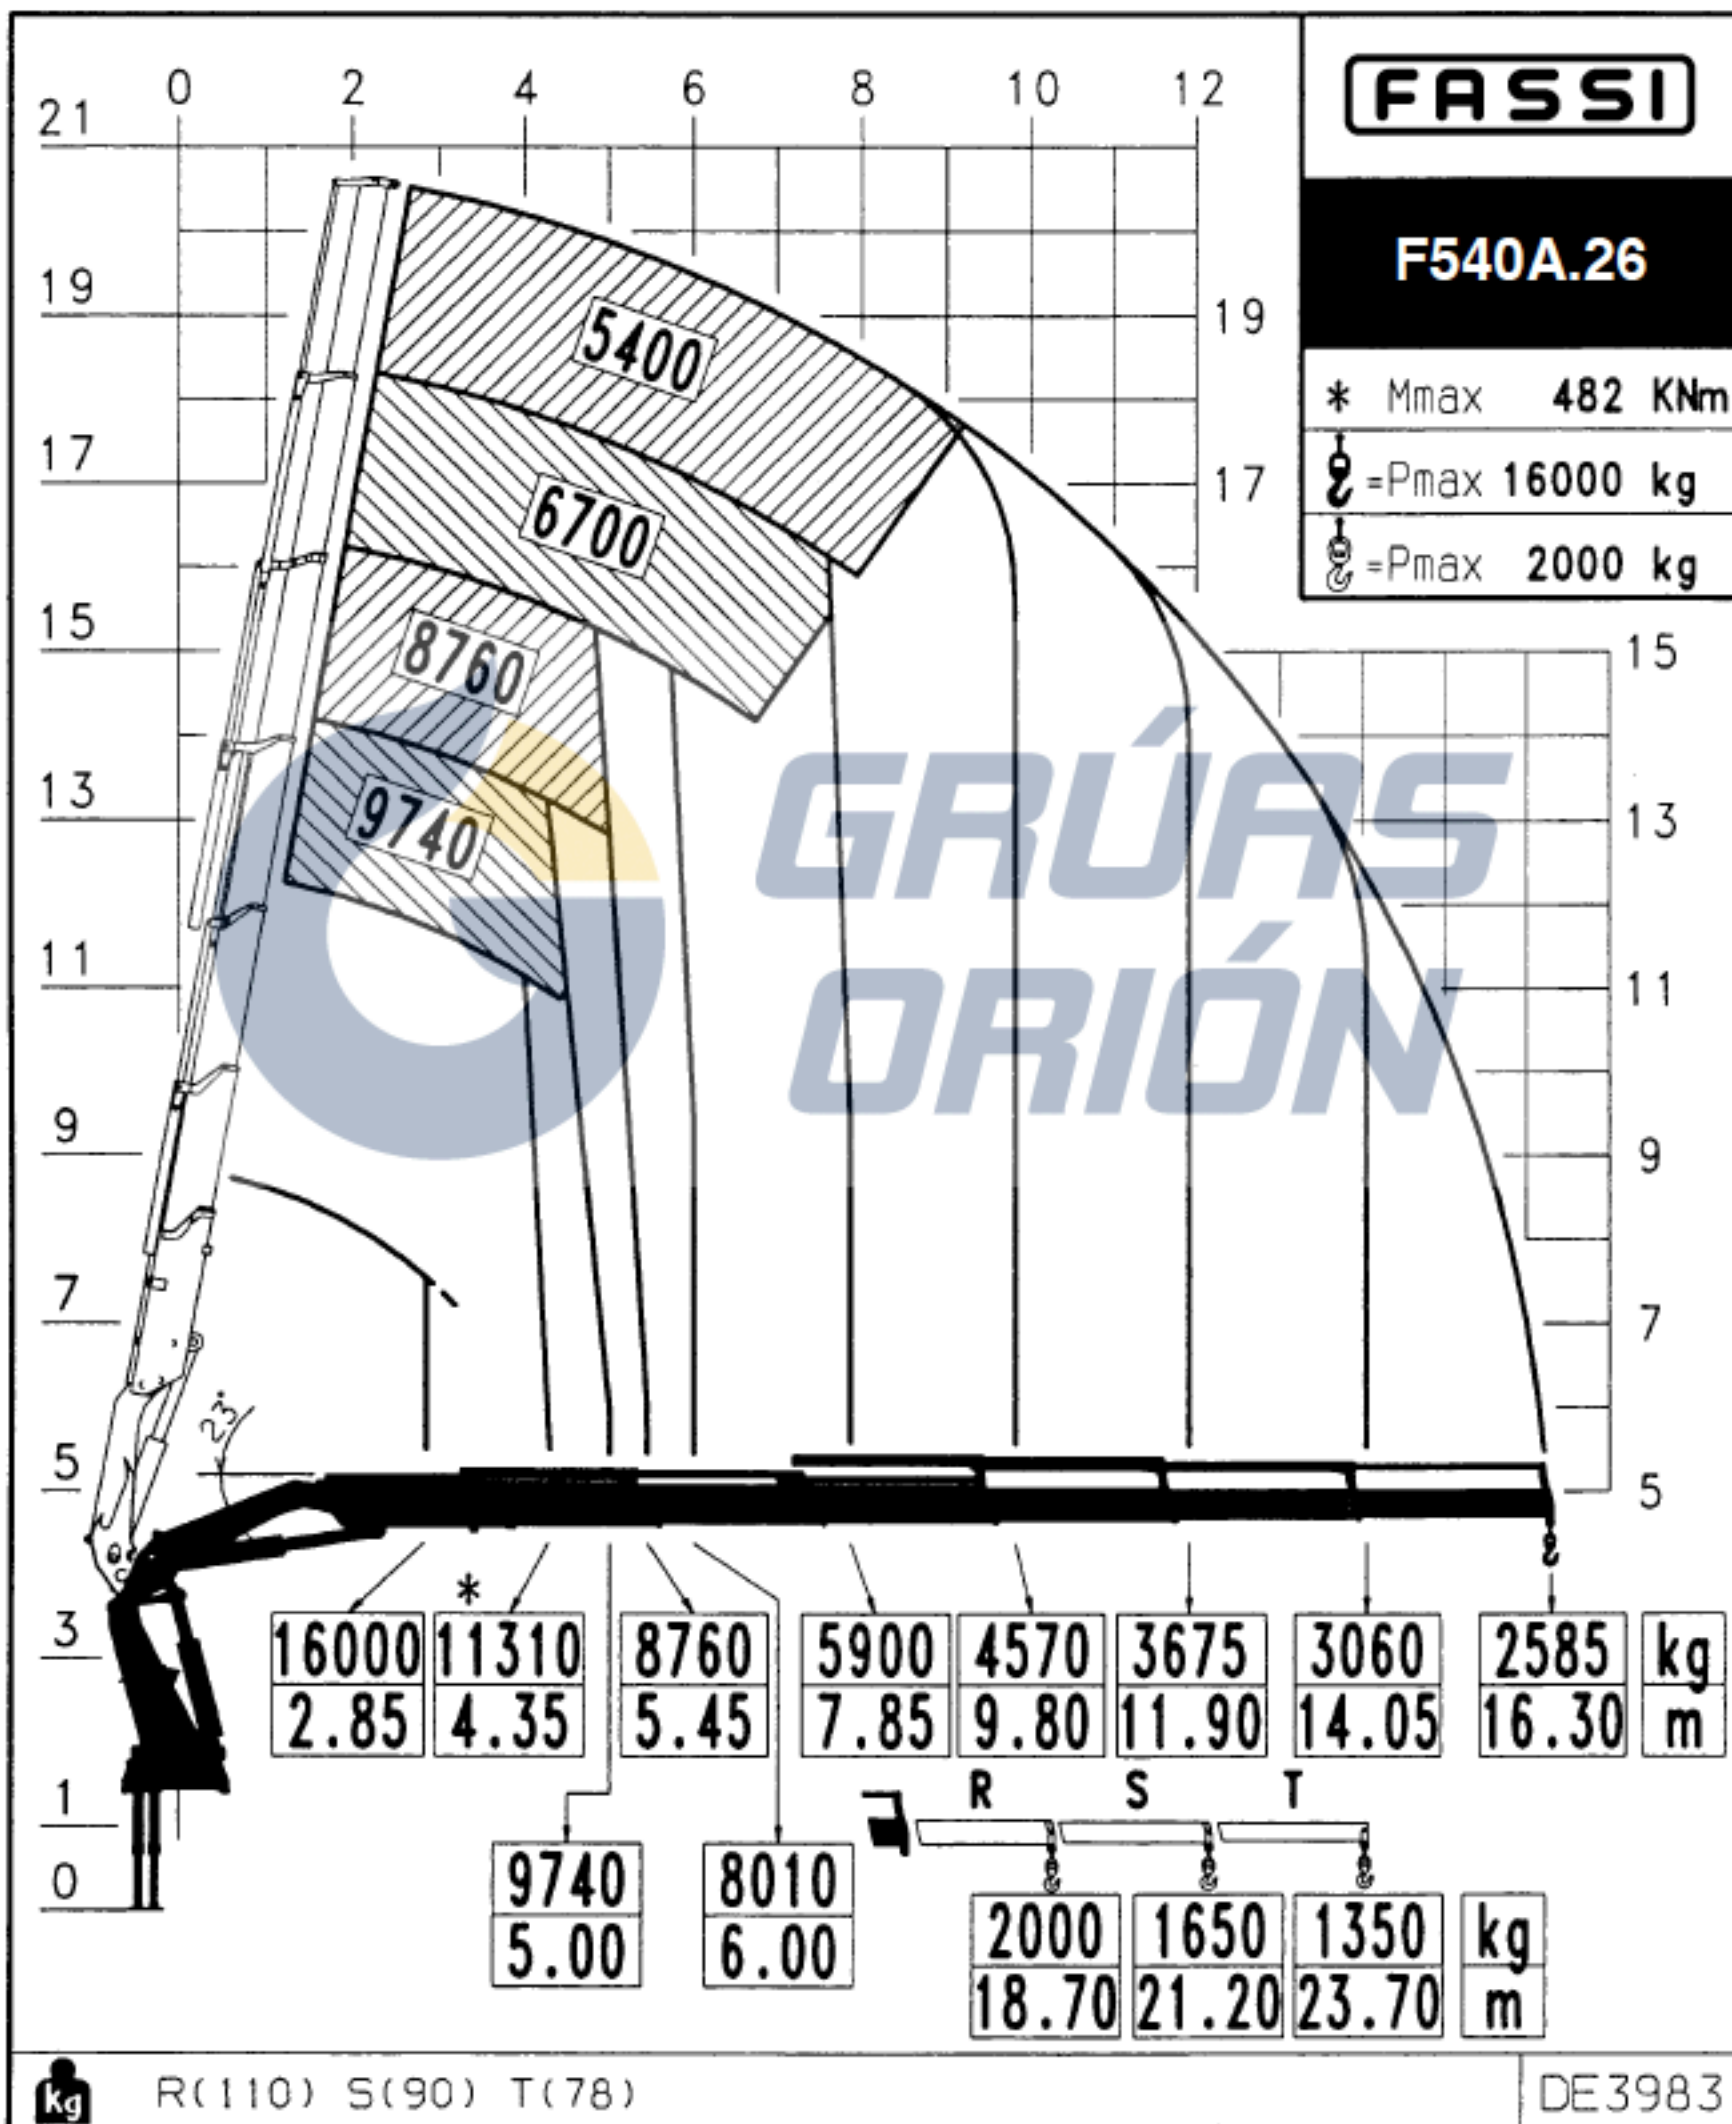 0 2 4 6 8 10 12
FASSI
21
F540A.26
19 19
* Mmax 482 KNm
=Pmax 16000 kg
=Pmax 2000 kg
17 17
5400
6700
8760
9740
15 15
GRÚAS
ORIÓN
13 13
11 11
9 9
7 7
23°
5 5
3
1
0
*
16000 11310 8760 5900 4570 3675 3060 2585 kg
2.85 4.35 5.45 7.85 9.80 11.90 14.05 16.30 m
R S T
9740 8010
5.00 6.00
2000 1650 1350 kg
18.70 21.20 23.70 m
kg R(110) S(90) T(78) DE3983